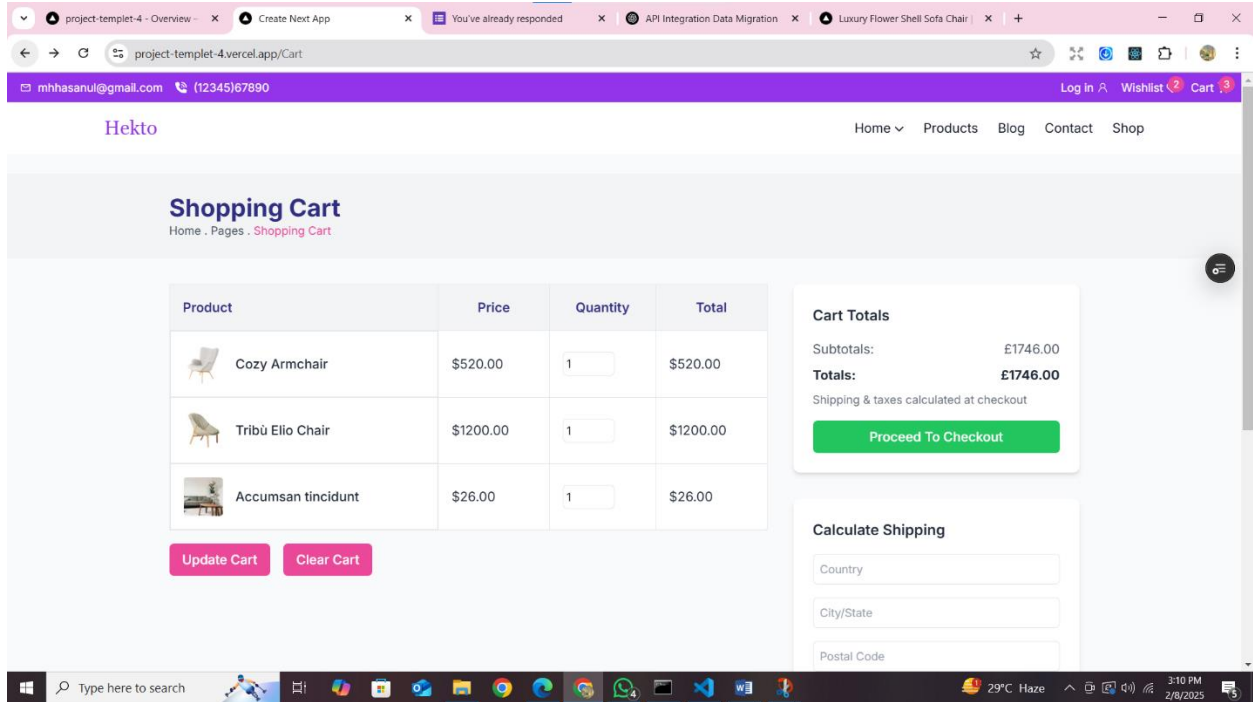 project-templet-4 - Overview -
Create Next App
You've already responded
API Integration Data Migration
Luxury Flower Shell Sofa Chair |
project-templet-4.vercel.app/Cart
mhhasanul@gmail.com (12345)67890
Log in Wishlist 2 Cart 3
Hekto
Home Products Blog Contact Shop
Shopping Cart
Home . Pages . Shopping Cart
Product Price Quantity Total
Cozy Armchair $520.00 1 $520.00
Tribù Elio Chair $1200.00 1 $1200.00
Accumsan tincidunt $26.00 1 $26.00
Update Cart Clear Cart
Cart Totals
Subtotals: £1746.00
Totals: £1746.00
Shipping & taxes calculated at checkout
Proceed To Checkout
Calculate Shipping
Country
City/State
Postal Code
Type here to search
4
29°C Haze
3:10 PM
2/8/2025
5